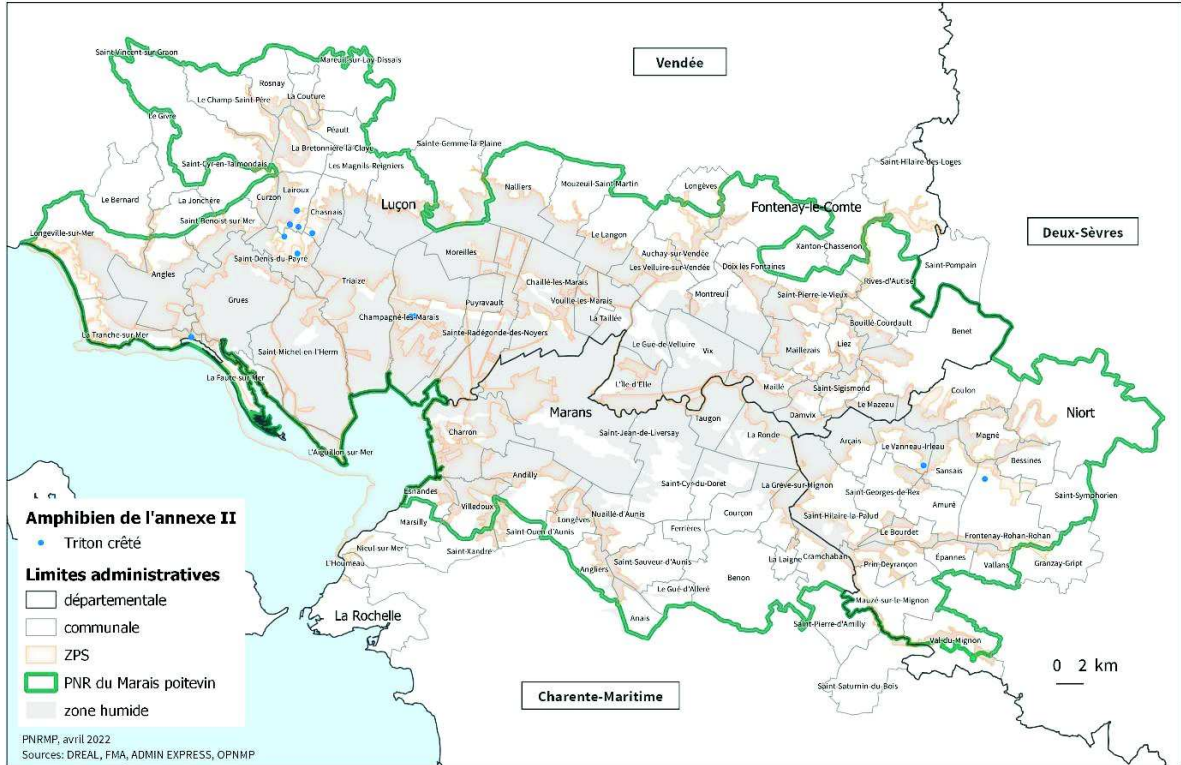 Vendée
Deux-Sèvres
Charente-Maritime
Saint-Vincent-sur-Graon
Mareuil-sur-Lay-Dissais
Rosnay
Le Champ-Saint-Père
La Couture
Le Givre
Péault
La Bretonnière-la-Claye
Sainte-Gemme-la-Plaine
Saint-Cyr-en-Talmondais
Les Magnils-Reigniers
Saint-Hilaire-des-Loges
Nalliers
Mouzeuil-Saint-Martin
Longèves
Le Bernard
La Jonchère
Curzon
Lairoux
Chasnais
Luçon
Fontenay-le-Comte
Saint-Benoist-sur-Mer
Longeville-sur-Mer
Le Langon
Xanton-Chassenon
Auchay-sur-Vendée
Moreilles
Saint-Denis-du-Payré
Les Velluire-sur-Vendée
Doix lès Fontaines
Saint-Pompain
Angles
Triaize
Chaillé-les-Marais
Rives-d'Autise
Grues
Puyravault
Vouillé-les-Marais
Montreuil
Saint-Pierre-le-Vieux
Champagné-les-Marais
La Taillée
Bouillé-Courdault
La Tranche-sur-Mer
Sainte-Radégonde-des-Noyers
Benet
Le Gué-de-Velluire
Vix
Maillezais
Liez
Saint-Michel-en-l'Herm
La Faute-sur-Mer
L'Île-d'Elle
Maillé
Saint-Sigismond
Coulon
Le Mazeau
Niort
Marans
Taugon
Damvix
Charron
Saint-Jean-de-Liversay
La Ronde
Arçais
Le Vanneau-Irleau
Magné
L'Aiguillon sur Mer
Bessines
Sansais
Andilly
Saint-Cyr-du-Doret
La Grève-sur-Mignon
Saint-Georges-de-Rex
Amuré
Saint-Symphorien
Esnandes
Villedoux
Longèves
Nuaillé-d'Aunis
Courçon
Saint-Hilaire-la-Palud
Marsilly
Saint-Ouen d'Aunis
Ferrières
Le Bourdet
Frontenay-Rohan-Rohan
Nieul-sur-Mer
Saint-Xandre
L'Houmeau
Angliers
Saint-Sauveur-d'Aunis
La Laigne
Cramchaban
Prin-Deyrançon
Épannes
Vallans
Granzay-Gript
Benon
Le Gué-d'Alleré
La Rochelle
Anais
Mauzé-sur-le-Mignon
Saint-Pierre-d'Amilly
Val-du-Mignon
Saint-Saturnin-du-Bois
0 2 km
Amphibien de l'annexe II
Triton crêté
Limites administratives
départementale
communale
ZPS
PNR du Marais poitevin
zone humide
PNRMP, avril 2022
Sources: DREAL, FMA, ADMIN EXPRESS, OPNMP